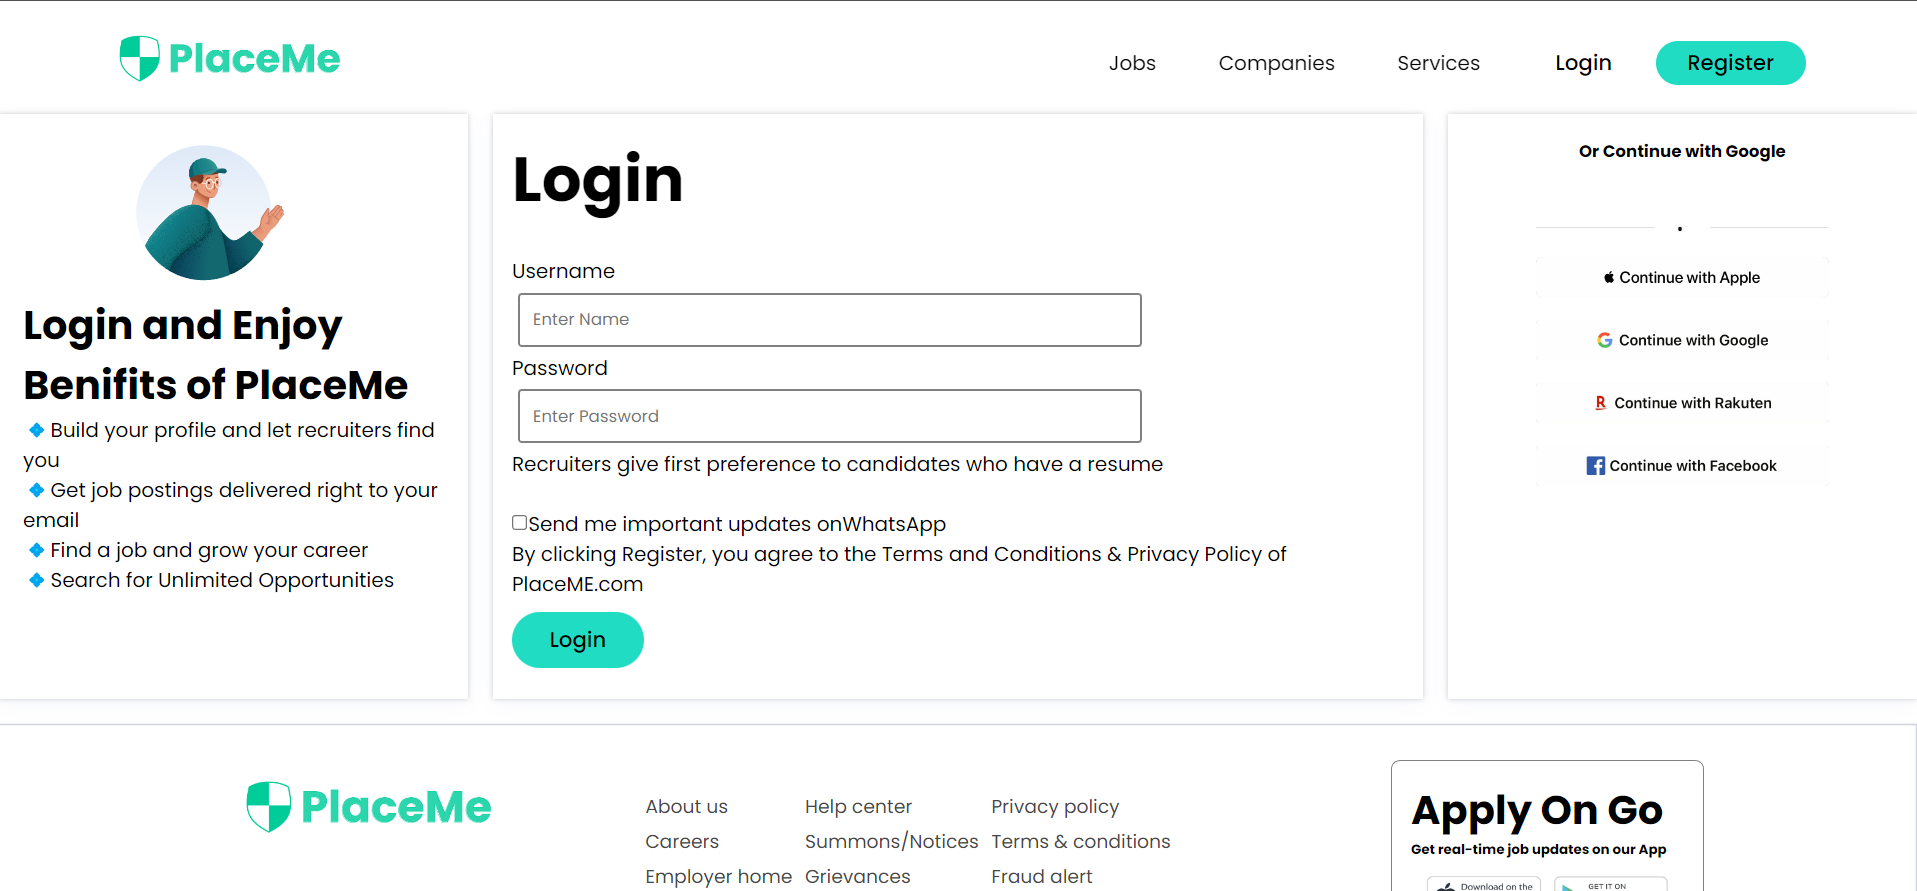 PlaceMe
Jobs
Companies
Services
Login
Register
Login and Enjoy
Benifits of PlaceMe
Build your profile and let recruiters find
you
Get job postings delivered right to your
email
Find a job and grow your career
Search for Unlimited Opportunities
Login
Username
Enter Name
Password
Enter Password
Recruiters give first preference to candidates who have a resume
Send me important updates onWhatsApp
By clicking Register, you agree to the Terms and Conditions & Privacy Policy of
PlaceME.com
Login
Or Continue with Google
Continue with Apple
Continue with Google
Continue with Rakuten
Continue with Facebook
PlaceMe
About us
Careers
Employer home
Help center
Summons/Notices
Grievances
Privacy policy
Terms & conditions
Fraud alert
Apply On Go
Get real-time job updates on our App
Download on the
GET IT ON